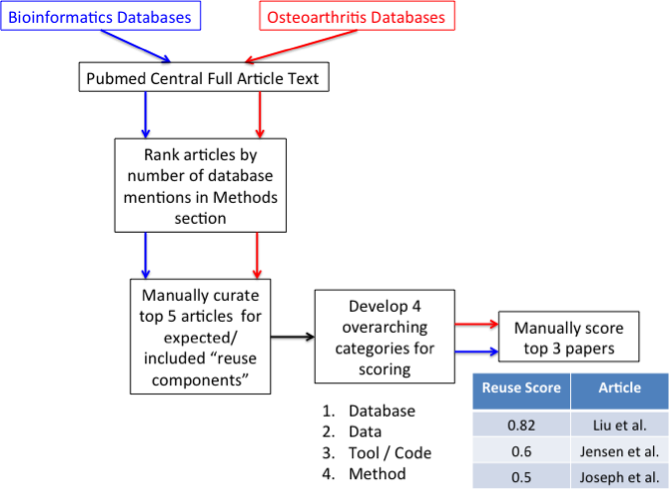 Bioinformatics Databases
Osteoarthritis Databases
Pubmed Central Full Article Text
Rank articles by
number of database
mentions in Methods
section
Manually curate
top 5 articles for
expected/
included “reuse
components”
Develop 4
overarching
categories for
scoring
Manually score
top 3 papers
1. Database
2. Data
3. Tool / Code
4. Method
Reuse Score Article
0.82 Liu et al.
0.6 Jensen et al.
0.5 Joseph et al.